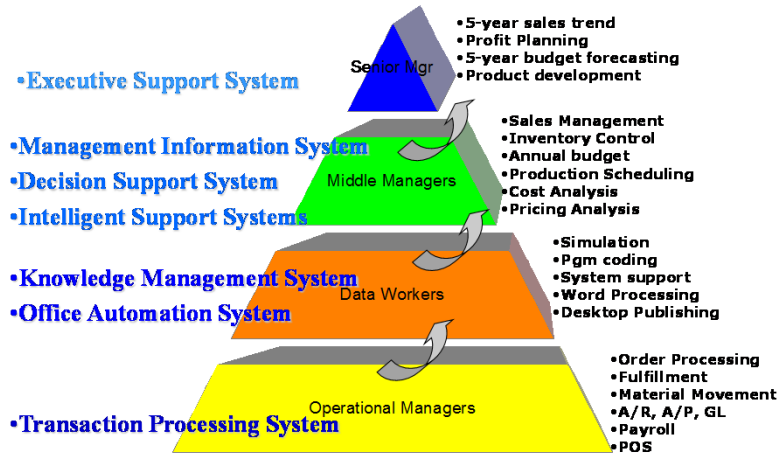 •Executive Support System
Senior Mgr
•5-year sales trend
•Profit Planning
•5-year budget forecasting
•Product development
•Management Information System
•Decision Support System
•Intelligent Support Systems
Middle Managers
•Sales Management
•Inventory Control
•Annual budget
•Production Scheduling
•Cost Analysis
•Pricing Analysis
•Knowledge Management System
•Office Automation System
Data Workers
•Simulation
•Pgm coding
•System support
•Word Processing
•Desktop Publishing
•Transaction Processing System
Operational Managers
•Order Processing
•Fulfillment
•Material Movement
•A/R, A/P, GL
•Payroll
•POS